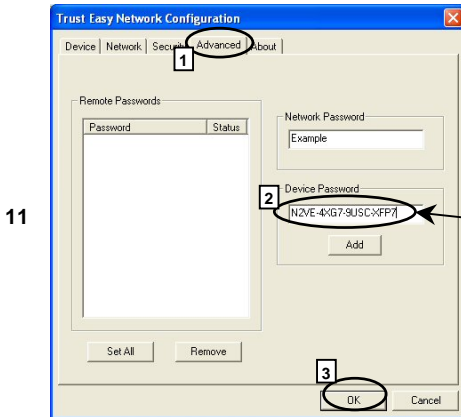 Trust Easy Network Configuration
Device Network Security Advanced About
1
Remote Passwords
Password Status
Network Password
Example
Device Password
2
N2VE-4XG7-9USC-XFP7
Add
11
Set All Remove
3
OK Cancel